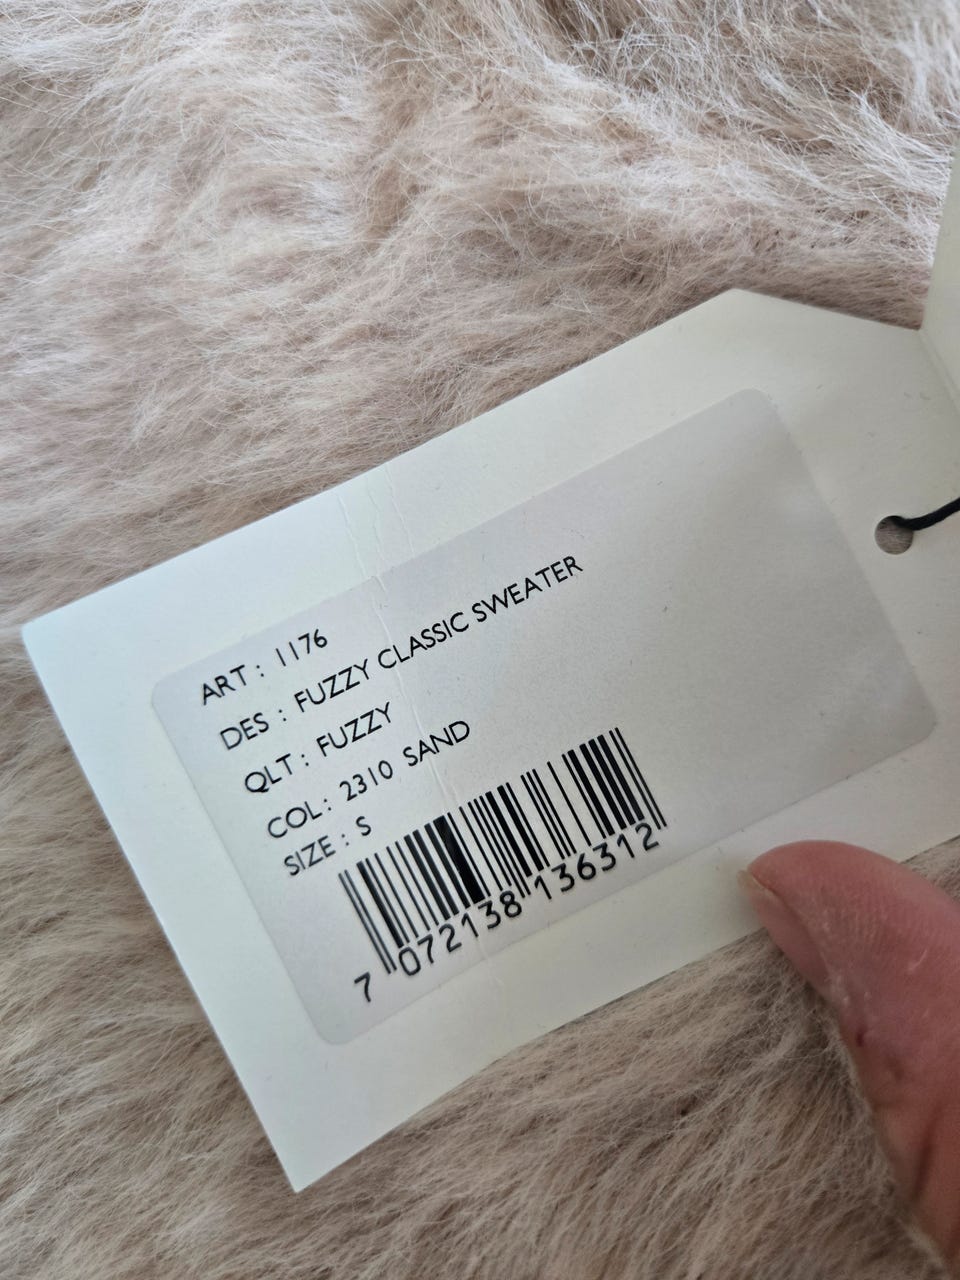 ART : 1176
DES : FUZZY CLASSIC SWEATER
QLT : FUZZY
COL : 2310 SAND
SIZE : S
7 072138 136312